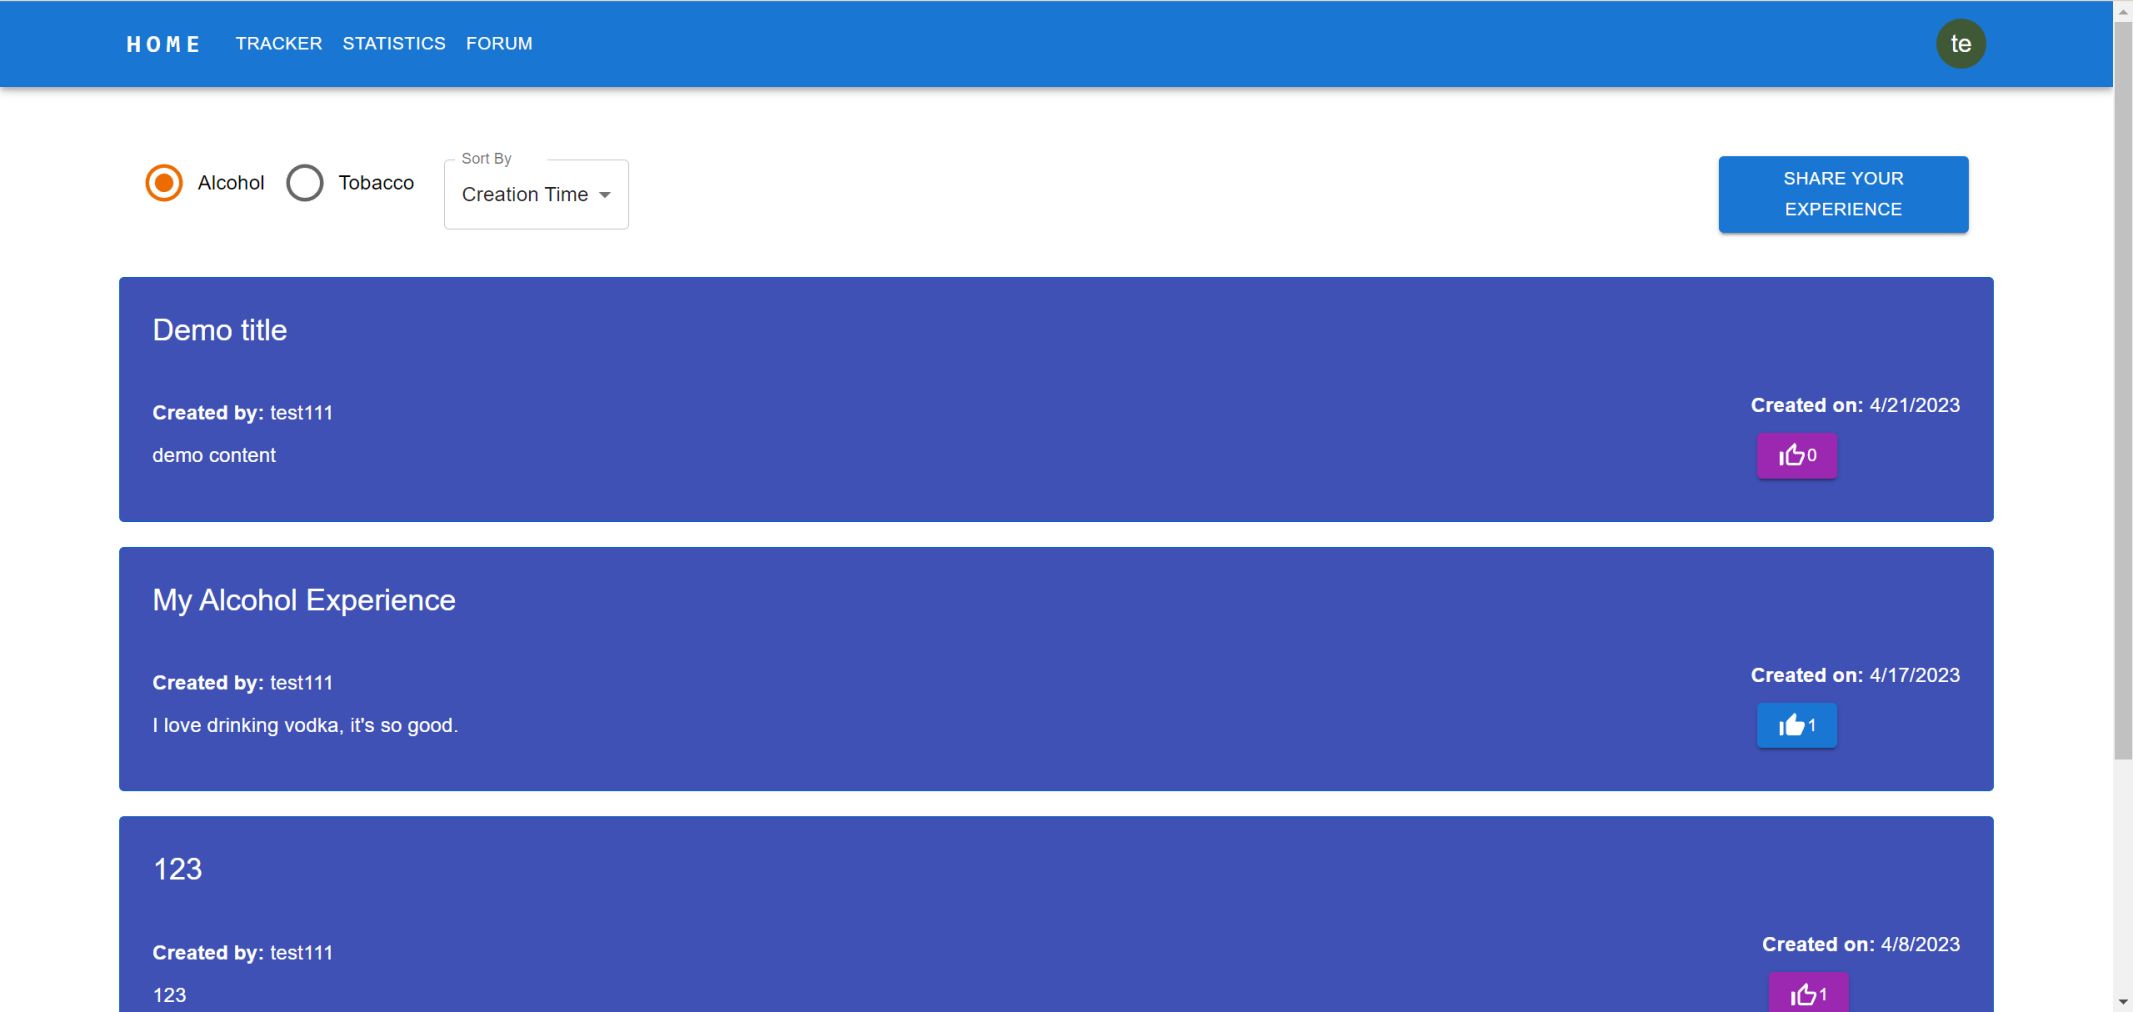 HOME TRACKER STATISTICS FORUM te
Sort By
Alcohol Tobacco Creation Time
SHARE YOUR
EXPERIENCE
Demo title
Created by: test111
Created on: 4/21/2023
demo content
0
My Alcohol Experience
Created by: test111
Created on: 4/17/2023
I love drinking vodka, it's so good.
1
123
Created by: test111
Created on: 4/8/2023
123
1